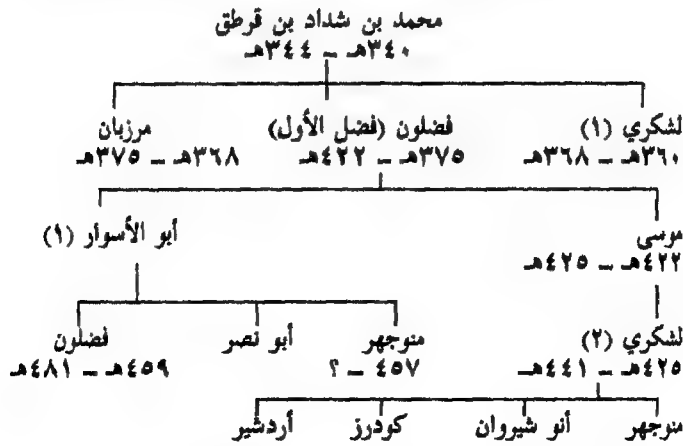 محمد بن شداد بن قرطق
٣٤٠هـ – ٣٤٤هـ
لشكري (١) فضلون (فضل الأول) مرزبان
٣٦٠هـ – ٣٦٨هـ ٣٧٥هـ – ٤٢٢هـ ٣٦٨هـ – ٣٧٥هـ
موسى أبو الأسوار (١)
٤٢٢هـ – ٤٢٥هـ
لشكري (٢) منوجهر أبو نصر فضلون
٤٢٥هـ – ٤٤١هـ ٤٥٧ – ؟ ٤٥٩هـ – ٤٨١هـ
منوجهر أنو شيروان كودرز أردشير